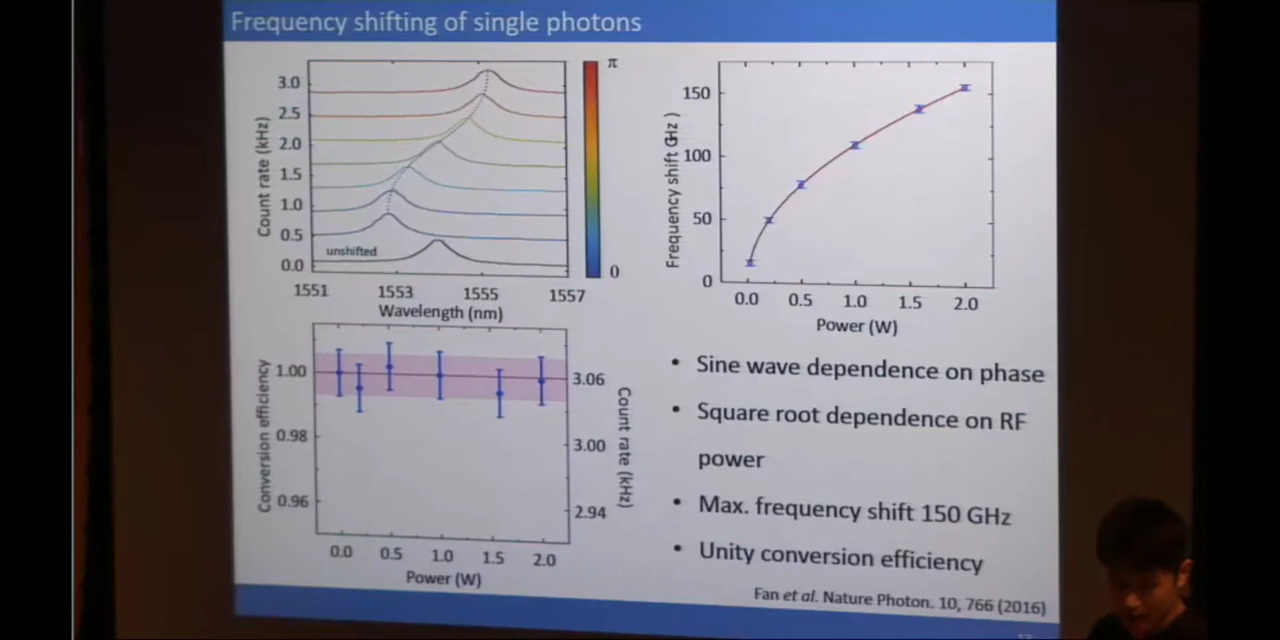 Frequency shifting of single photons
3.0
2.5
2.0
1.5
1.0
0.5
0.0
Count rate (kHz)
unshifted
1551 1553 1555 1557
Wavelength (nm)
π
0
150
100
50
0
Frequency shift GHz )
0.0 0.5 1.0 1.5 2.0
Power (W)
1.00
0.98
0.96
Conversion efficiency
3.06
3.00
2.94
Count rate (kHz)
0.0 0.5 1.0 1.5 2.0
Power (W)
• Sine wave dependence on phase
• Square root dependence on RF
power
• Max. frequency shift 150 GHz
• Unity conversion efficiency
Fan et al. Nature Photon. 10, 766 (2016)